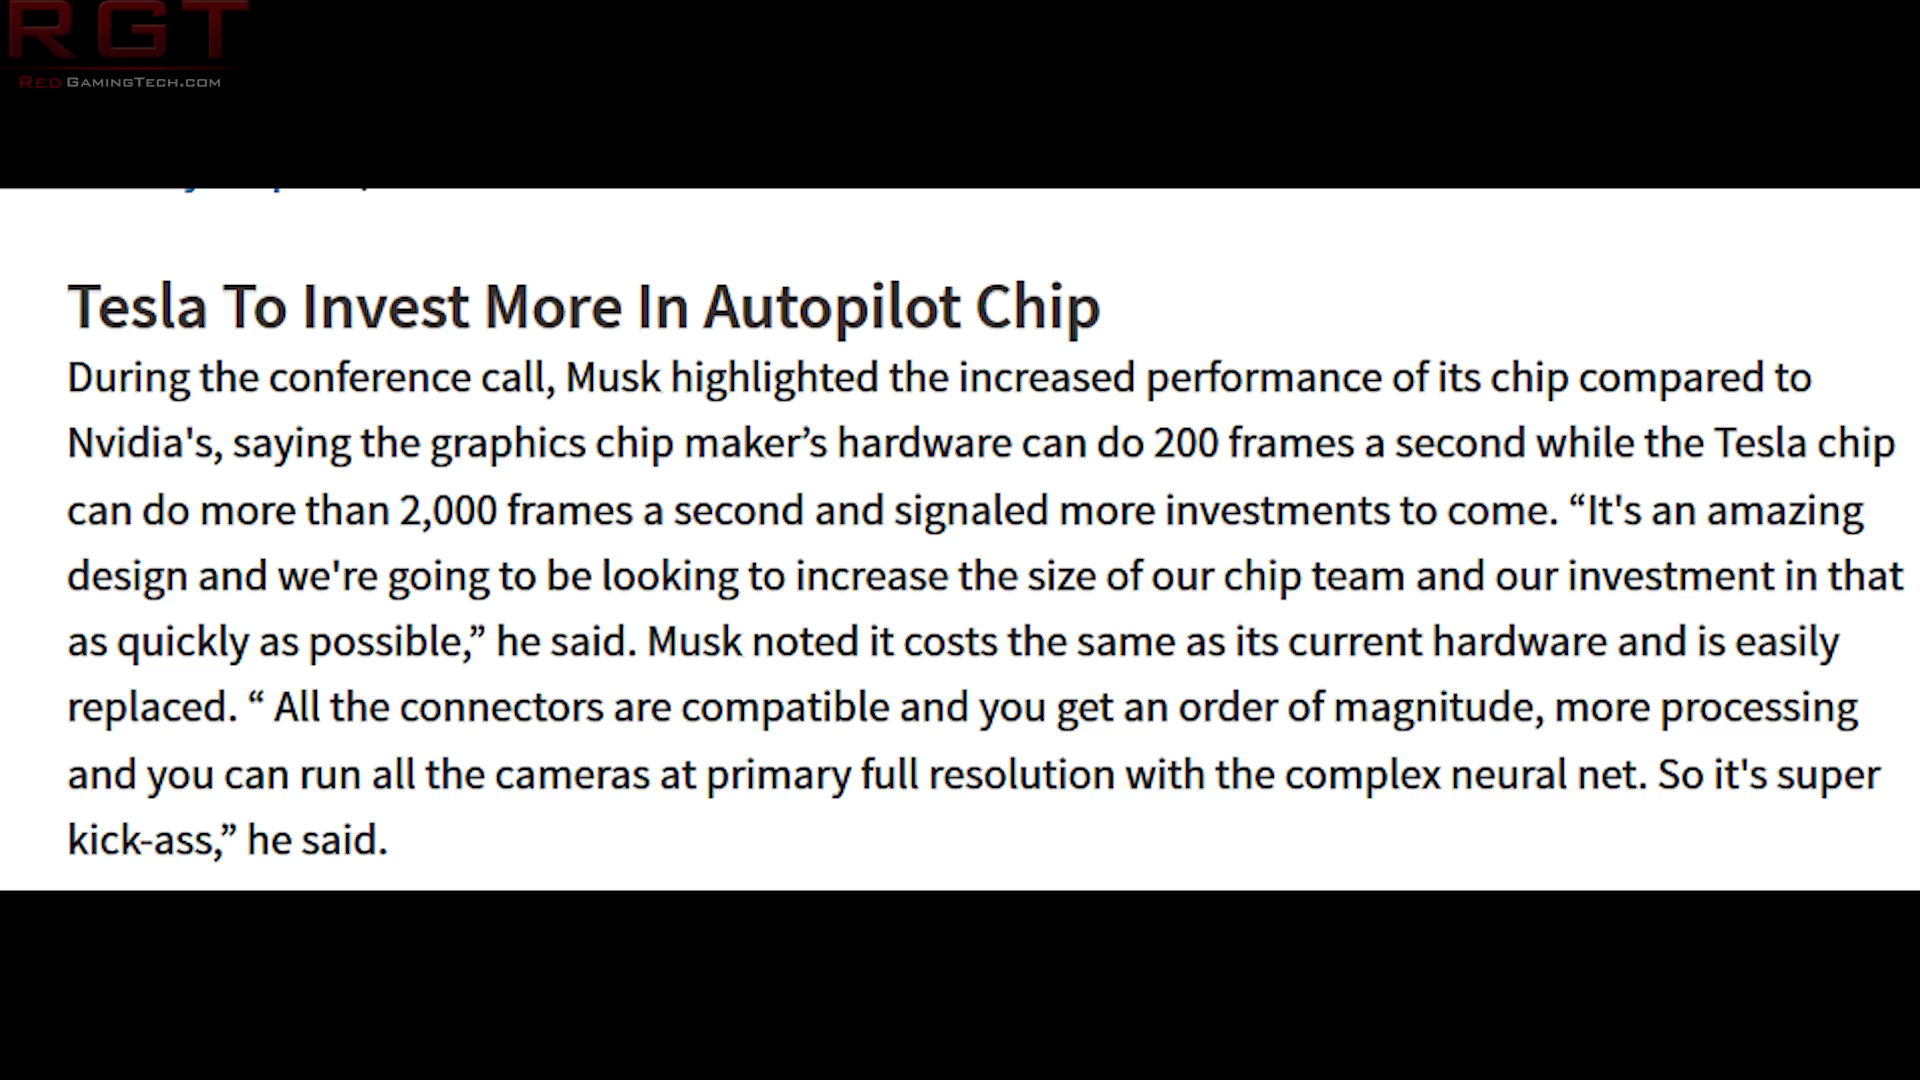 RGT
RED GAMINGTECH.COM
Tesla To Invest More In Autopilot Chip
During the conference call, Musk highlighted the increased performance of its chip compared to
Nvidia's, saying the graphics chip maker’s hardware can do 200 frames a second while the Tesla chip
can do more than 2,000 frames a second and signaled more investments to come. “It's an amazing
design and we're going to be looking to increase the size of our chip team and our investment in that
as quickly as possible,” he said. Musk noted it costs the same as its current hardware and is easily
replaced. “ All the connectors are compatible and you get an order of magnitude, more processing
and you can run all the cameras at primary full resolution with the complex neural net. So it's super
kick-ass,” he said.